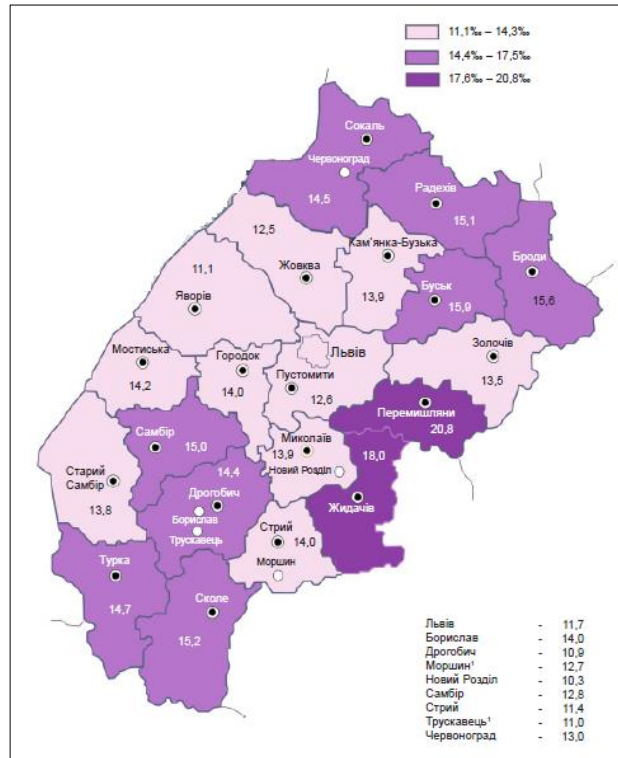 11,1‰ – 14,3‰
14,4‰ – 17,5‰
17,6‰ – 20,8‰
Сокаль
Червоноград
14,5
Радехів
15,1
12,5
Жовква
Кам'янка-Бузька
13,9
Броди
15,6
Буськ
15,9
11,1
Яворів
Львів
Золочів
13,5
Мостиська
14,2
Городок
14,0
Пустомити
12,6
Перемишляни
20,8
Самбір
15,0
Миколаїв
13,9
Новий Розділ
18,0
Жидачів
Старий
Самбір
13,8
14,4
Дрогобич
Борислав
Трускавець
Стрий
14,0
Моршин
Турка
14,7
Сколе
15,2
Львів - 11,7
Борислав - 14,0
Дрогобич - 10,9
Моршин¹ - 12,7
Новий Розділ - 10,3
Самбір - 12,8
Стрий - 11,4
Трускавець¹ - 11,0
Червоноград - 13,0